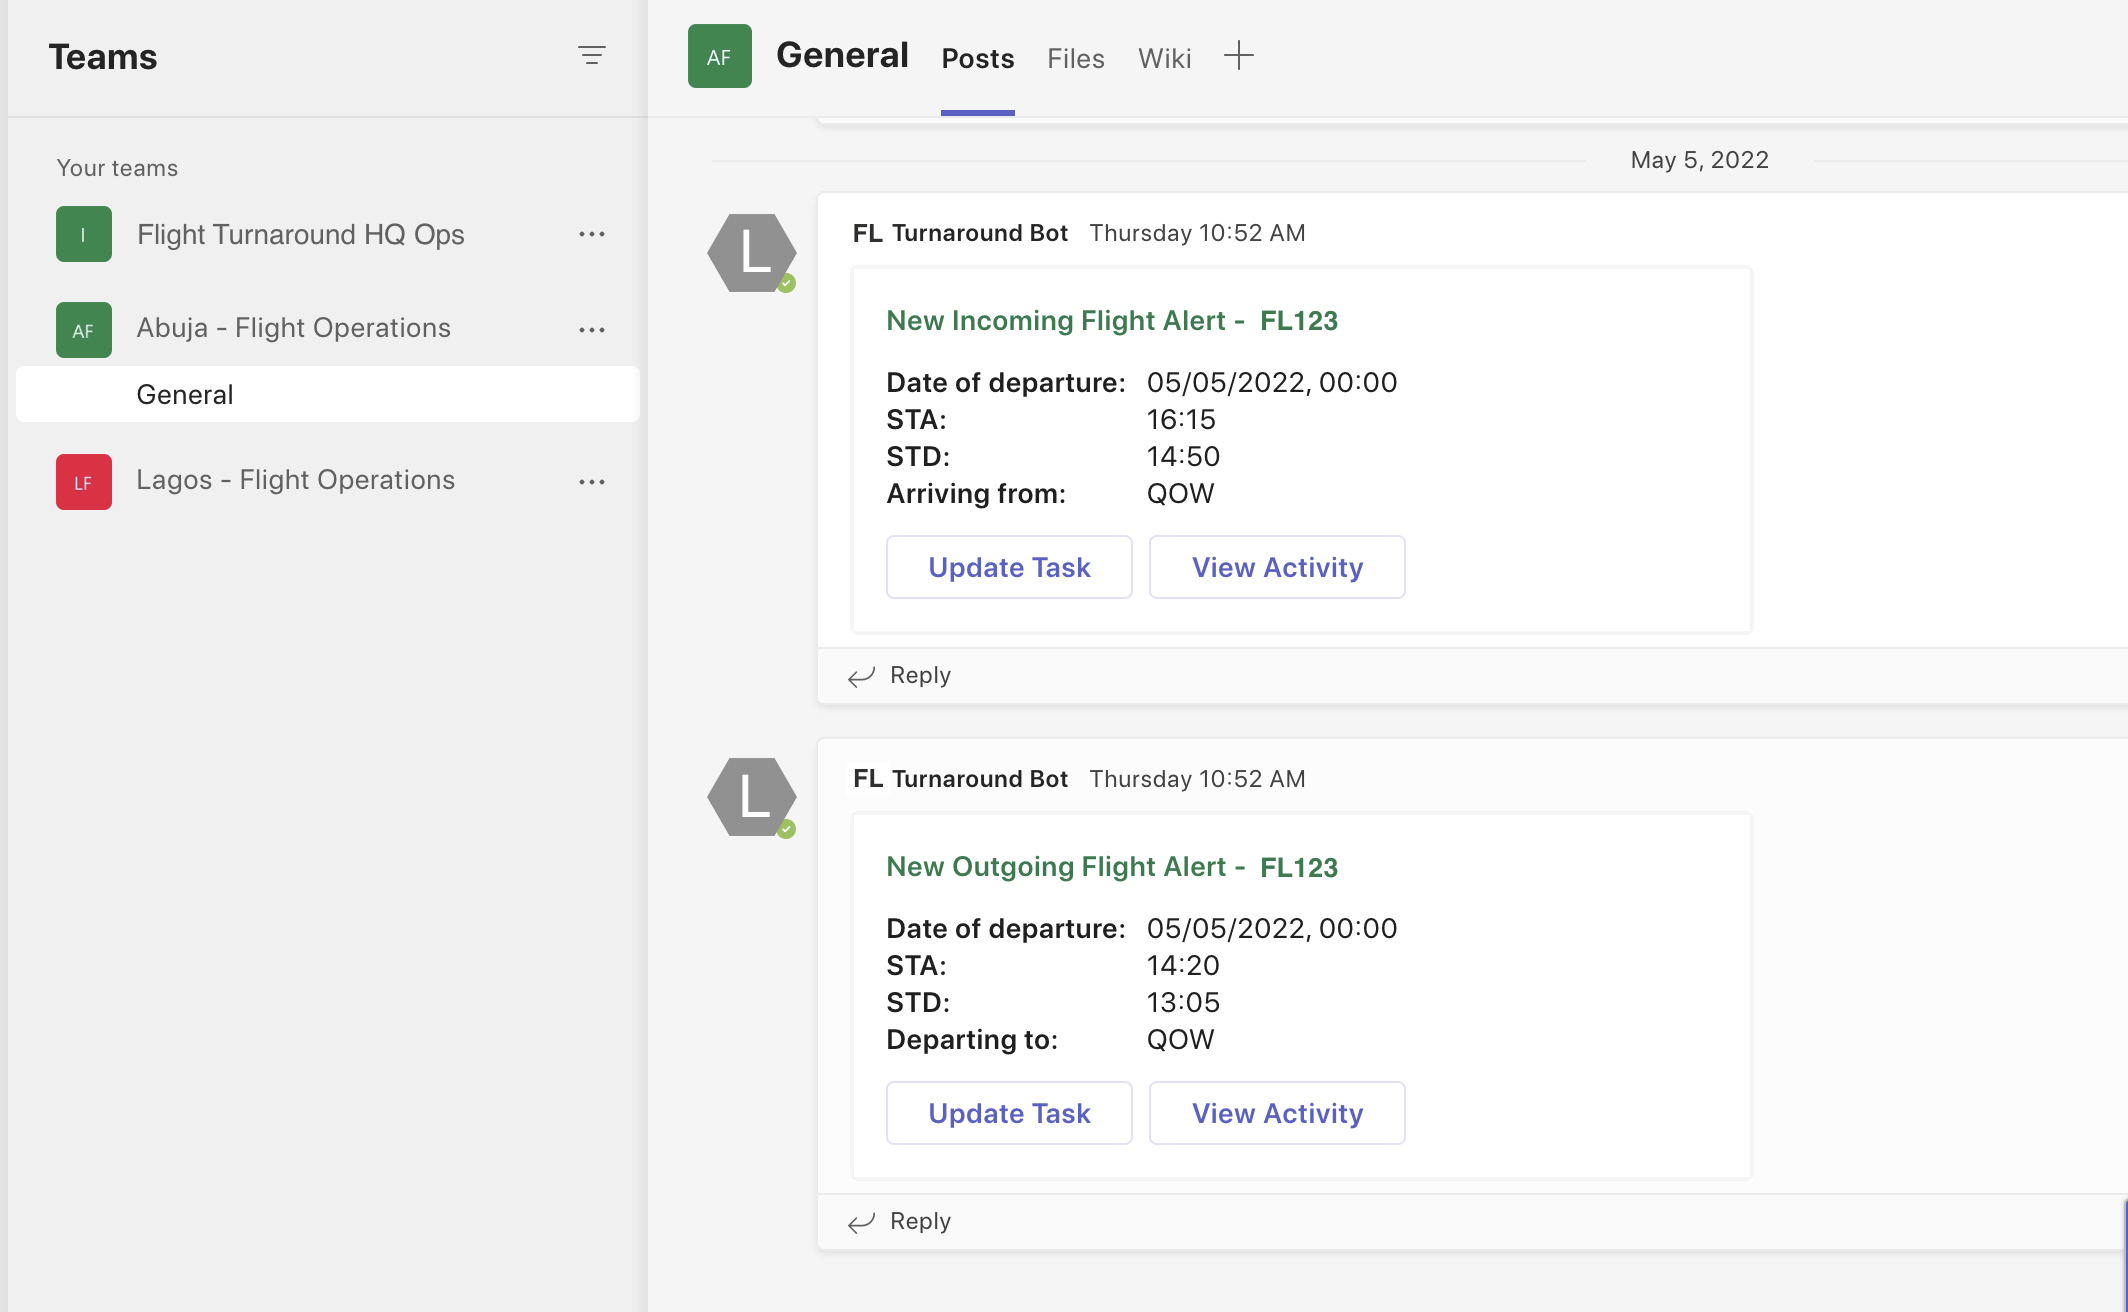 Teams
Your teams
I Flight Turnaround HQ Ops ...
AF Abuja - Flight Operations ...
General
LF Lagos - Flight Operations ...
AF General Posts Files Wiki
May 5, 2022
L
FL Turnaround Bot Thursday 10:52 AM
New Incoming Flight Alert - FL123
Date of departure: 05/05/2022, 00:00
STA: 16:15
STD: 14:50
Arriving from: QOW
Update Task View Activity
Reply
L
FL Turnaround Bot Thursday 10:52 AM
New Outgoing Flight Alert - FL123
Date of departure: 05/05/2022, 00:00
STA: 14:20
STD: 13:05
Departing to: QOW
Update Task View Activity
Reply